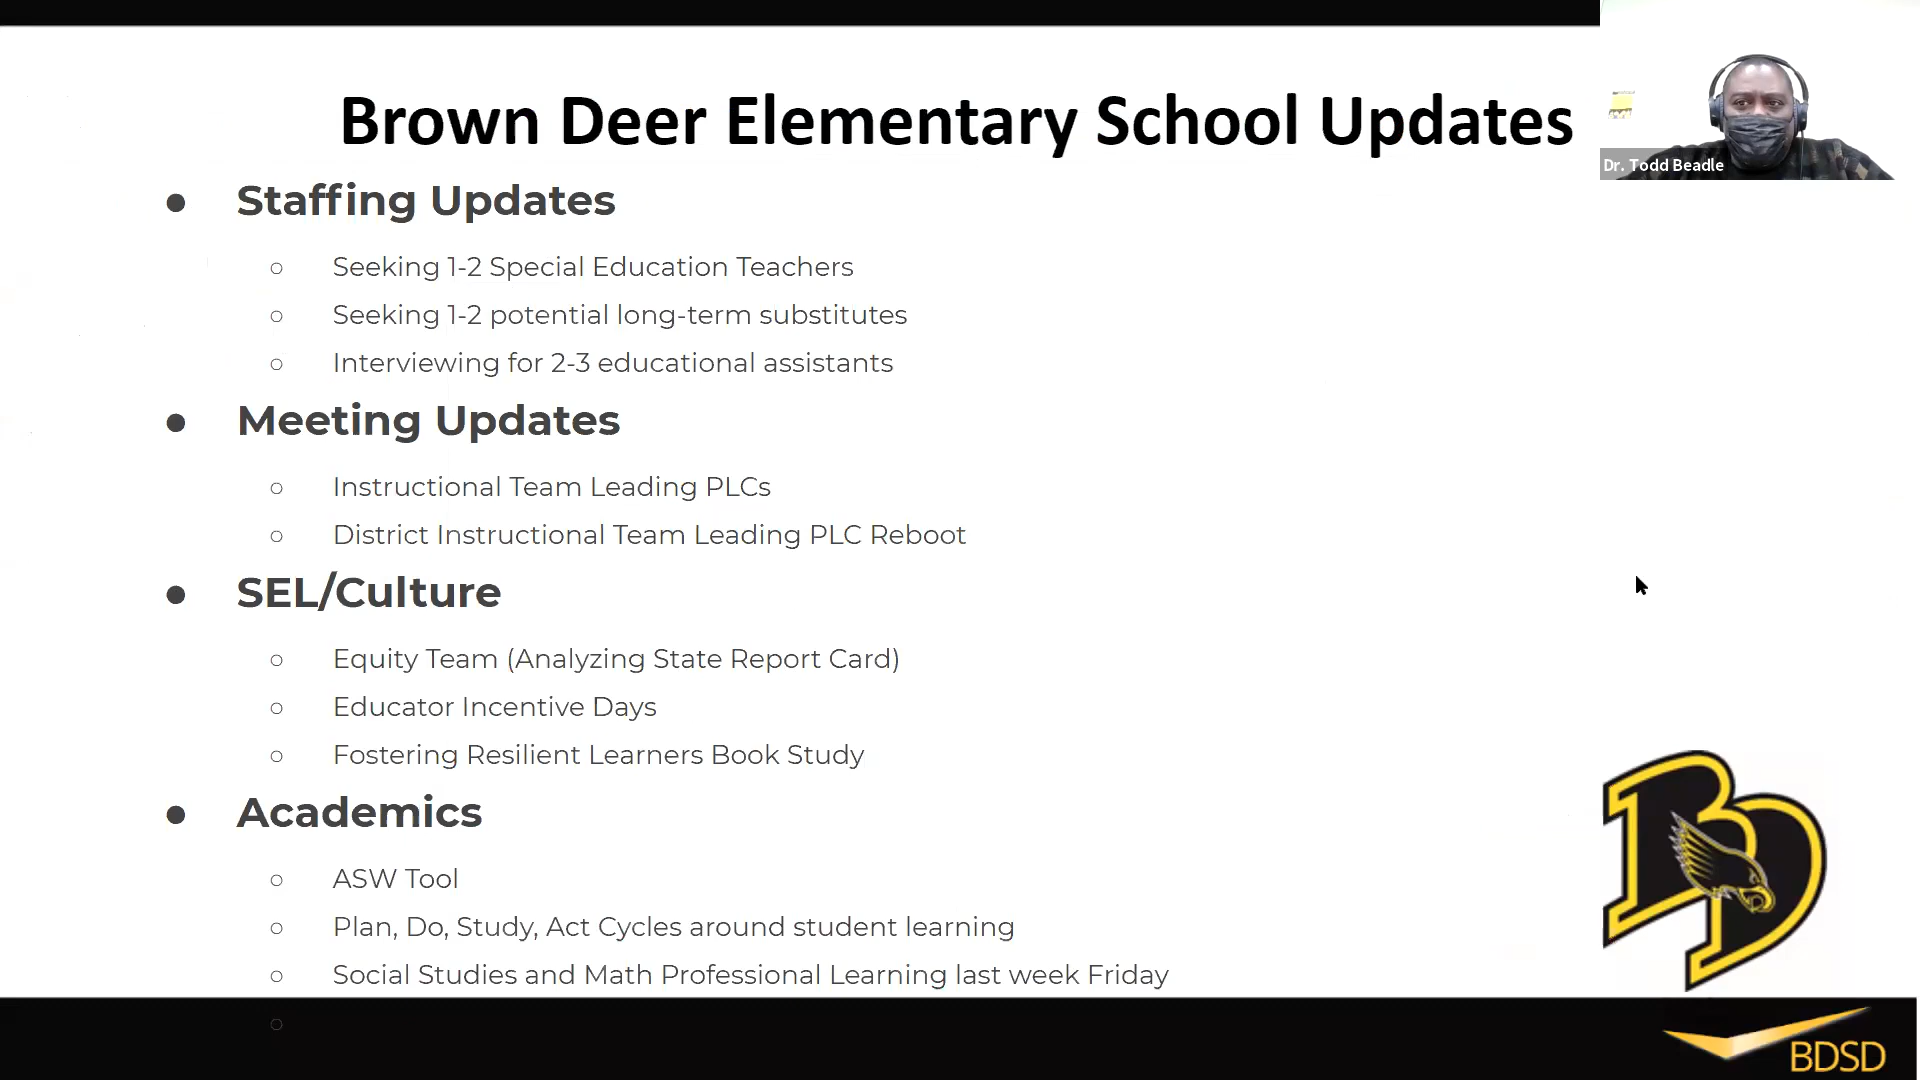 Brown Deer Elementary School Updates
Dr. Todd Beadle
● Staffing Updates
○ Seeking 1-2 Special Education Teachers
○ Seeking 1-2 potential long-term substitutes
○ Interviewing for 2-3 educational assistants
● Meeting Updates
○ Instructional Team Leading PLCs
○ District Instructional Team Leading PLC Reboot
● SEL/Culture
○ Equity Team (Analyzing State Report Card)
○ Educator Incentive Days
○ Fostering Resilient Learners Book Study
● Academics
○ ASW Tool
○ Plan, Do, Study, Act Cycles around student learning
○ Social Studies and Math Professional Learning last week Friday
○
BD
BDSD